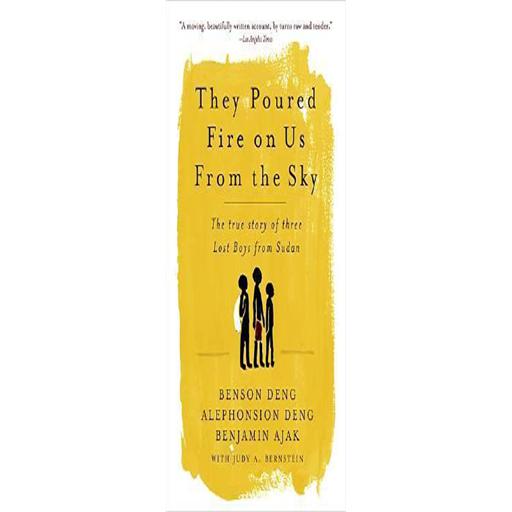 "A moving, beautifully written account, by turns raw and tender."
—Los Angeles Times
They Poured
Fire on Us
From the Sky
The true story of three
Lost Boys from Sudan
BENSON DENG
ALEPHONSION DENG
BENJAMIN AJAK
WITH JUDY A. BERNSTEIN